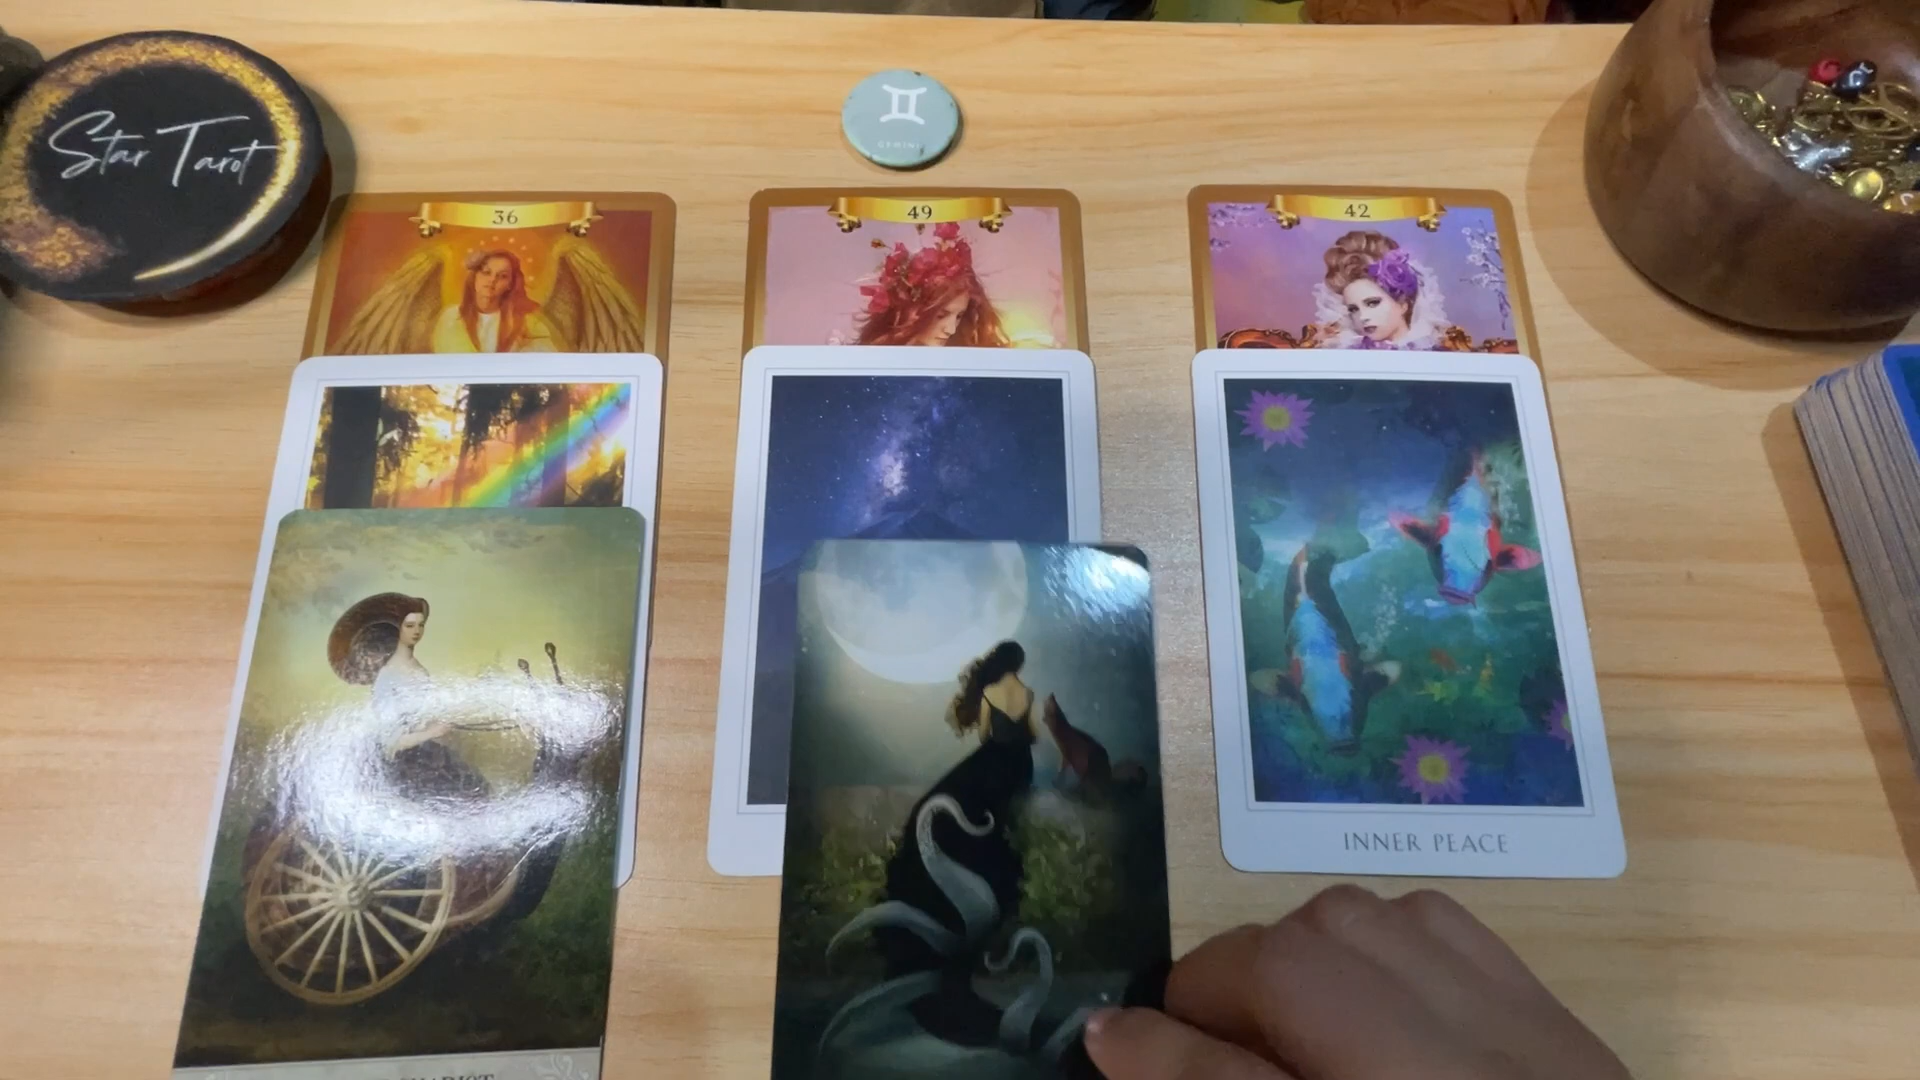 Star Tarot
GEMINI
36
49
42
INNER PEACE